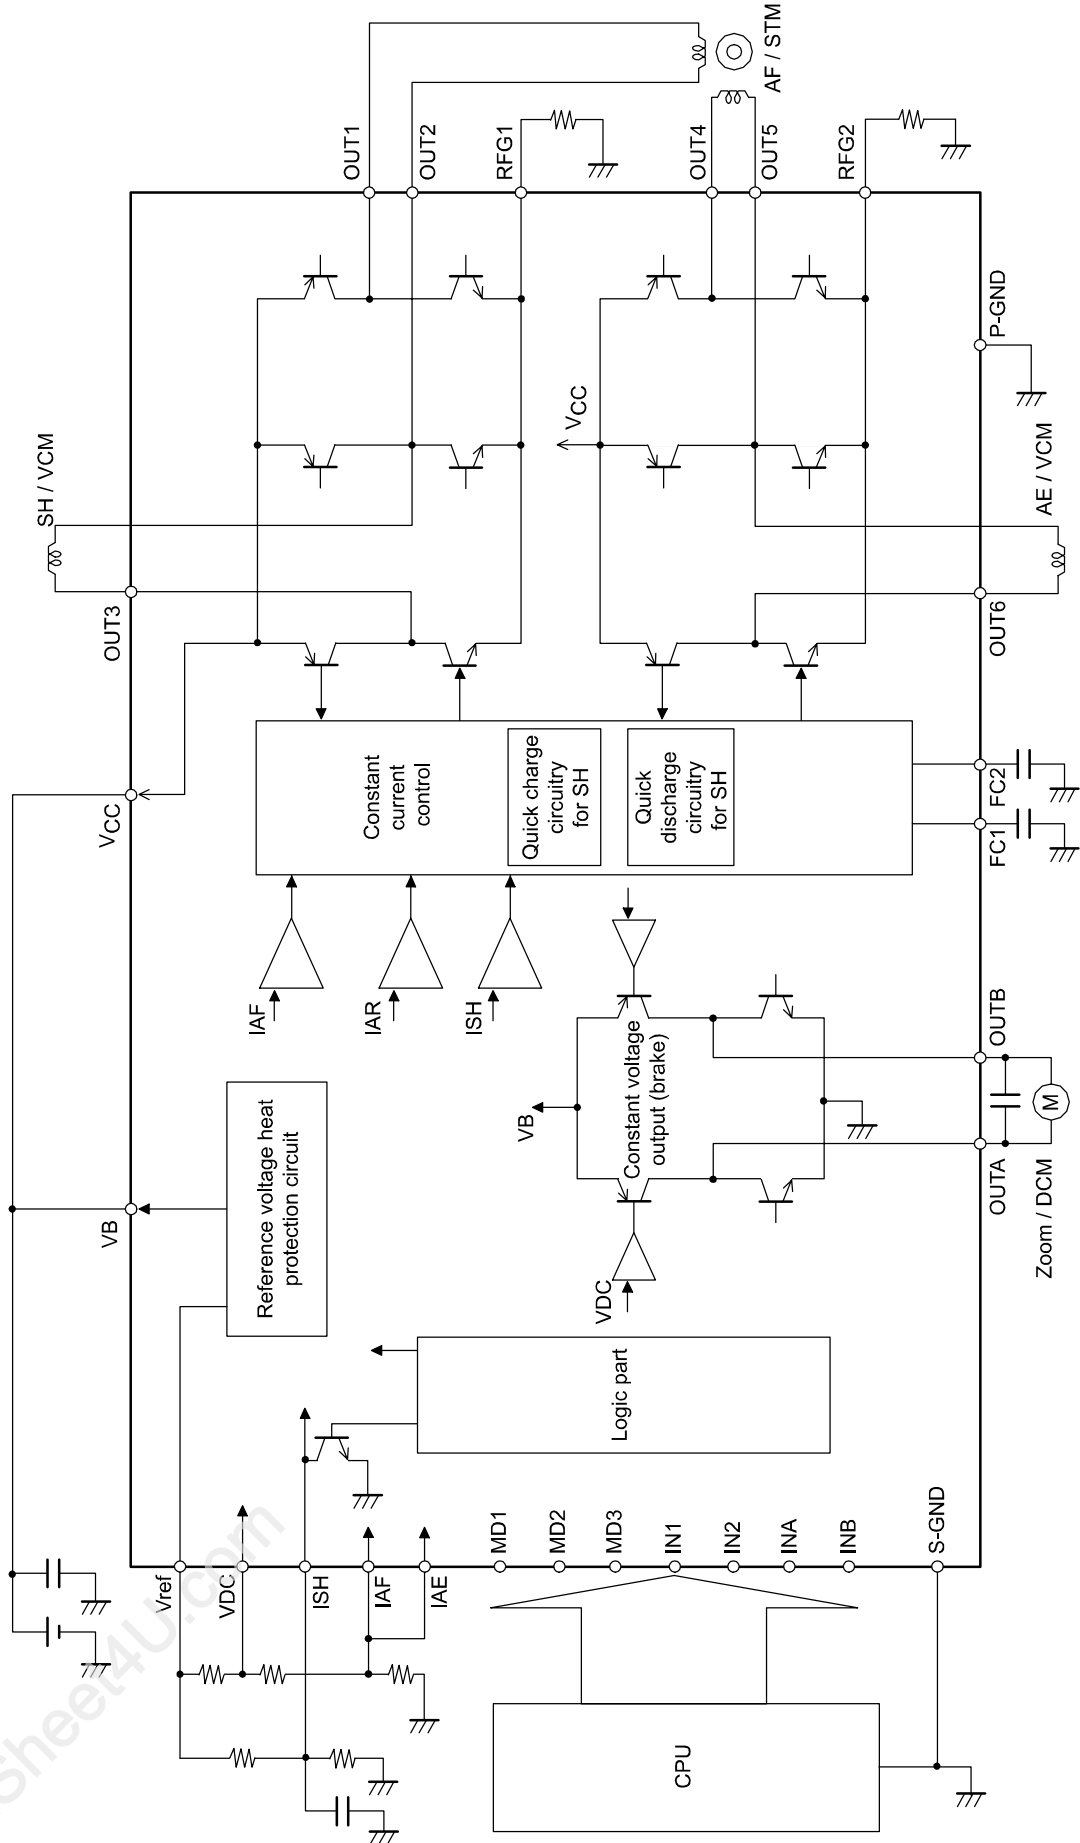 AF / STM
OUT1
OUT2
RFG1
OUT4
OUT5
RFG2
P-GND
VCC
SH / VCM
AE / VCM
OUT3
OUT6
VCC
Constant
current
control
Quick charge
circuitry
for SH
Quick
discharge
circuitry
for SH
FC2
FC1
IAF
IAR
ISH
OUTB
VB
Constant voltage
output (brake)
M
OUTA
Zoom / DCM
VB
Reference voltage heat
protection circuit
VDC
Logic part
Vref
VDC
ISH
IAF
IAE
MD1
MD2
MD3
IN1
IN2
INA
INB
S-GND
CPU
Sheet4U.com